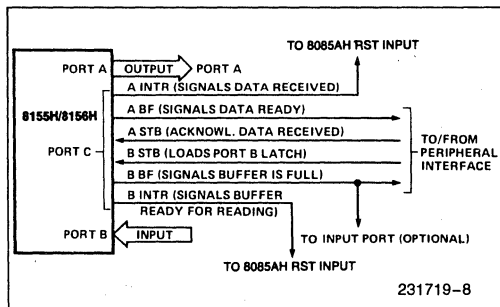 TO 8085AH RST INPUT
PORT A OUTPUT PORT A
A INTR (SIGNALS DATA RECEIVED)
8155H/8156H
A BF (SIGNALS DATA READY)
A STB (ACKNOWL. DATA RECEIVED)
PORT C
B STB (LOADS PORT B LATCH)
TO/FROM
PERIPHERAL
INTERFACE
B BF (SIGNALS BUFFER IS FULL)
B INTR (SIGNALS BUFFER
READY FOR READING)
PORT B INPUT
TO INPUT PORT (OPTIONAL)
TO 8085AH RST INPUT
231719-8